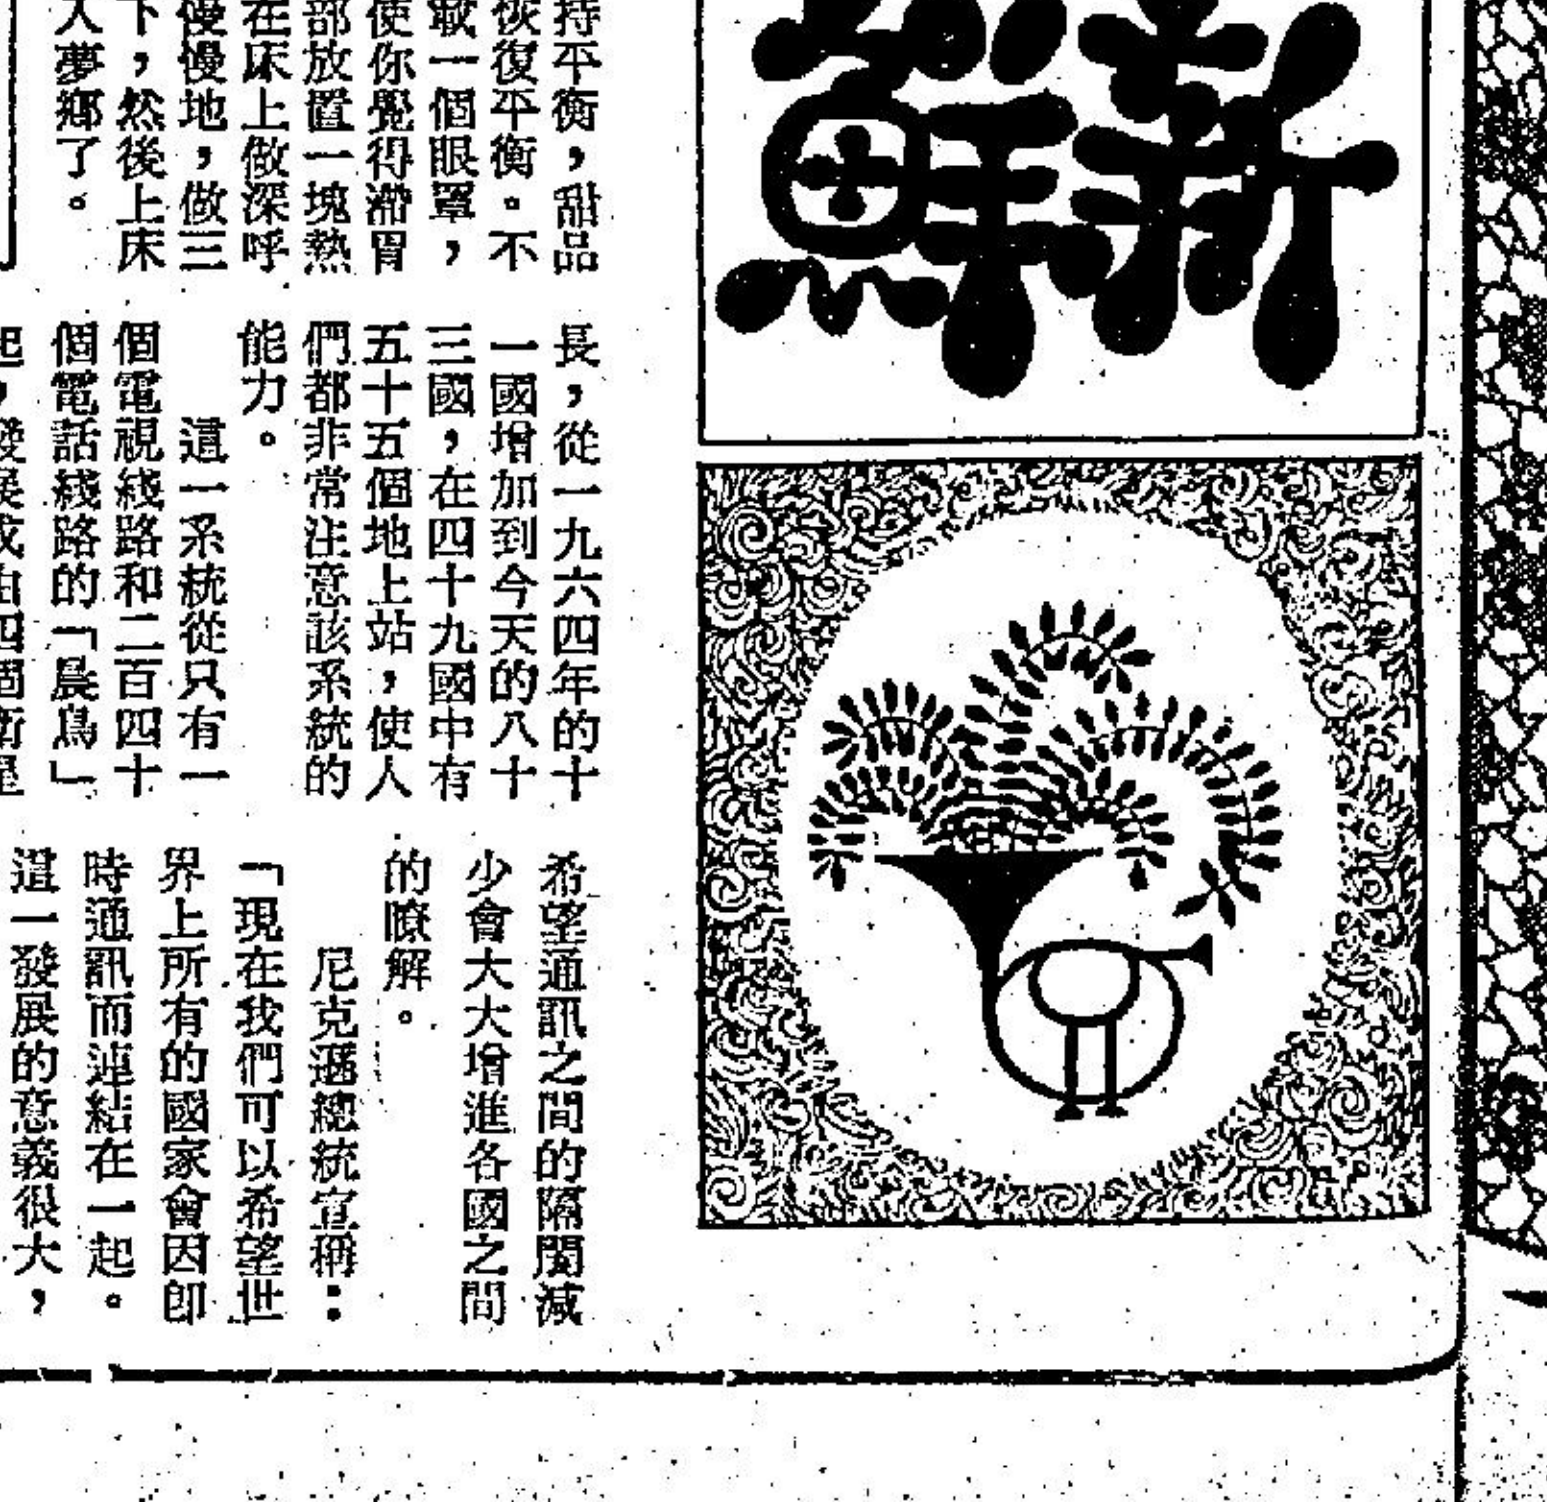 新鮮
持平衡，甜品
恢復平衡。不
戴一個眼罩，
使你覺得滯胃
部放置一塊熱
在床上做深呼
慢慢地，做三
下，然後上床
入夢鄉了。
長，從一九六四年的十
一國增加到今天的八十
三國，在四十九國中有
五十五個地上站，使人
們都非常注意該系統的
能力。
這一系統從只有一
個電視綫路和二百四十
個電話綫路的「晨鳥」
起，發展成由四個衛星
希望通訊之間的隔閡減
少會大大增進各國之間
的瞭解。
尼克遜總統宣稱：
「現在我們可以希望世
界上所有的國家會因即
時通訊而連結在一起。
這一發展的意義很大，